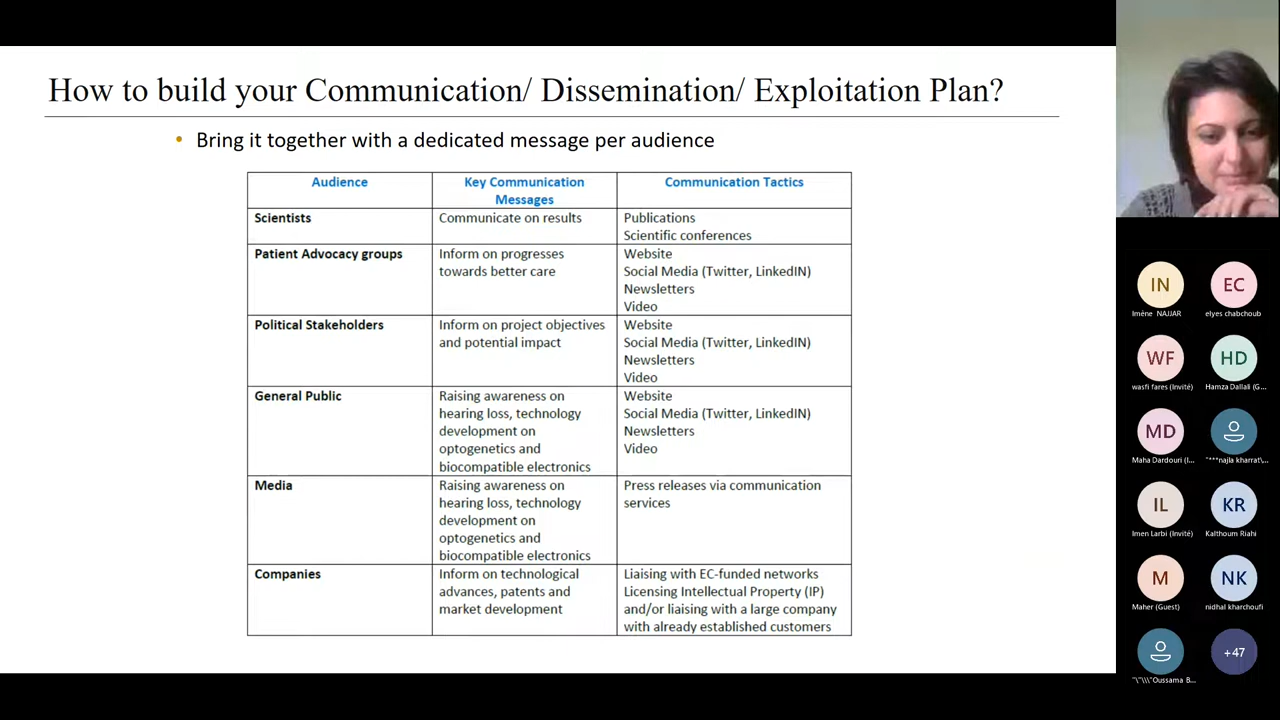 How to build your Communication/ Dissemination/ Exploitation Plan?
• Bring it together with a dedicated message per audience
Audience
Key Communication
Messages
Communication Tactics
Scientists
Communicate on results
Publications
Scientific conferences
Patient Advocacy groups
Inform on progresses
towards better care
Website
Social Media (Twitter, LinkedIN)
Newsletters
Video
Political Stakeholders
Inform on project objectives
and potential impact
Website
Social Media (Twitter, LinkedIN)
Newsletters
Video
General Public
Raising awareness on
hearing loss, technology
development on
optogenetics and
biocompatible electronics
Website
Social Media (Twitter, LinkedIN)
Newsletters
Video
Media
Raising awareness on
hearing loss, technology
development on
optogenetics and
biocompatible electronics
Press releases via communication
services
Companies
Inform on technological
advances, patents and
market development
Liaising with EC-funded networks
Licensing Intellectual Property (IP)
and/or liaising with a large company
with already established customers
IN
Imène NAJJAR
EC
elyes chabchoub
WF
wasfi fares (Invité)
HD
Hamza Dallali (G...
MD
Maha Dardouri (I...
"***najla kharrat\...
IL
Imen Larbi (Invité)
KR
Kalthoum Riahi
M
Maher (Guest)
NK
nidhal kharchoufi
"\"\\\"Oussama B...
+47